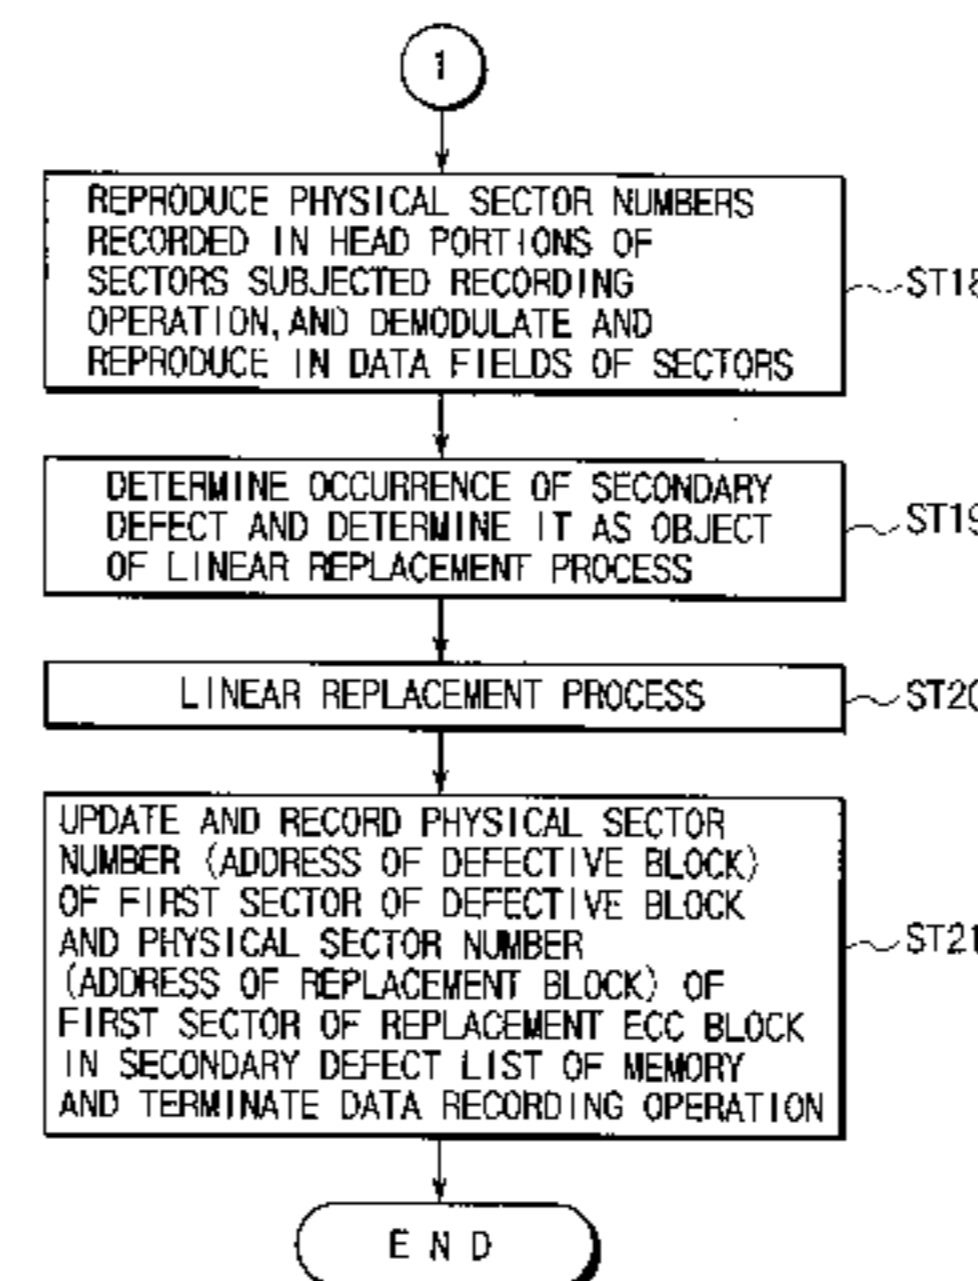 1
REPRODUCE PHYSICAL SECTOR NUMBERS
RECORDED IN HEAD PORTIONS OF
SECTORS SUBJECTED RECORDING
OPERATION, AND DEMODULATE AND
REPRODUCE IN DATA FIELDS OF SECTORS
ST18
DETERMINE OCCURRENCE OF SECONDARY
DEFECT AND DETERMINE IT AS OBJECT
OF LINEAR REPLACEMENT PROCESS
ST19
LINEAR REPLACEMENT PROCESS
ST20
UPDATE AND RECORD PHYSICAL SECTOR
NUMBER (ADDRESS OF DEFECTIVE BLOCK)
OF FIRST SECTOR OF DEFECTIVE BLOCK
AND PHYSICAL SECTOR NUMBER
(ADDRESS OF REPLACEMENT BLOCK) OF
FIRST SECTOR OF REPLACEMENT ECC BLOCK
IN SECONDARY DEFECT LIST OF MEMORY
AND TERMINATE DATA RECORDING OPERATION
ST21
END